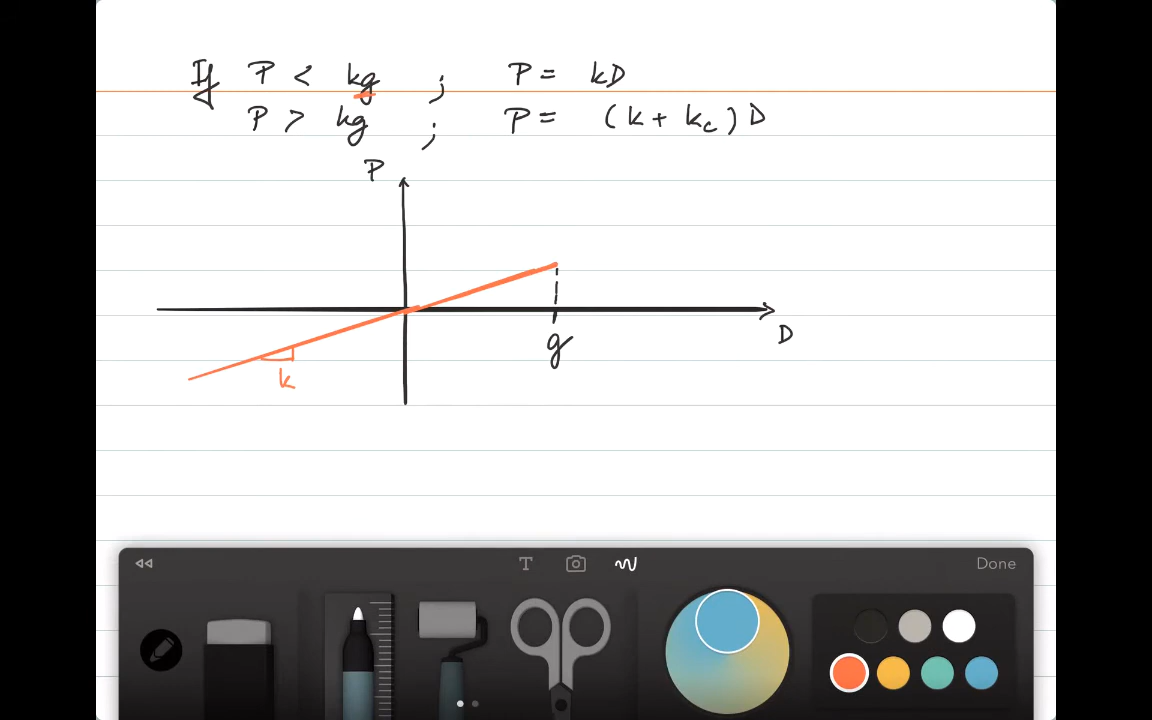 If P < kg ; P = kD
P > kg ; P = (k + kc) D
P
D
g
k
T
Done